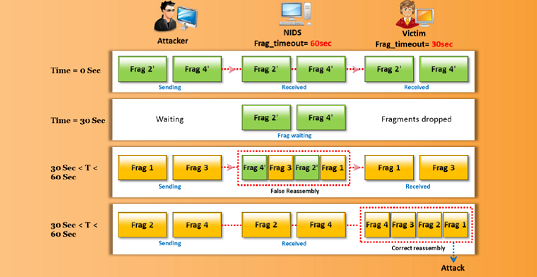 Attacker
NIDS
Frag_timeout= 60sec
Victim
Frag_timeout= 30sec
Time = 0 Sec
Frag 2' Frag 4' Frag 2' Frag 4' Frag 2' Frag 4'
Sending Received Received
Time = 30 Sec
Waiting Frag 2' Frag 4' Fragments dropped
Frag waiting
30 Sec < T <
60 Sec
Frag 1 Frag 3 Frag 4' Frag 3 Frag 2' Frag 1 Frag 1 Frag 3
Sending False Reassembly Received
30 Sec < T <
60 Sec
Frag 2 Frag 4 Frag 2 Frag 4 Frag 4 Frag 3 Frag 2 Frag 1
Sending Received Correct reassembly
Attack